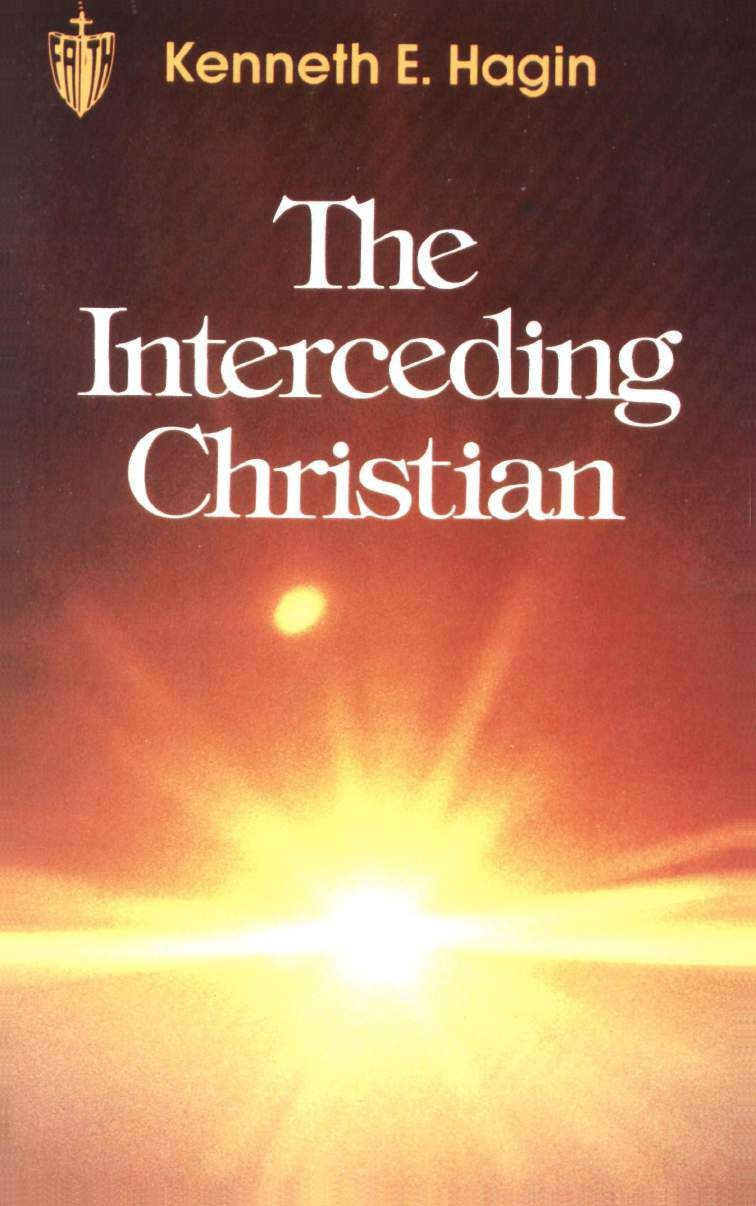 FAITH
Kenneth E. Hagin
The
Interceding
Christian